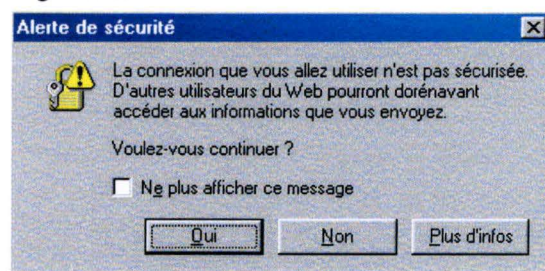 Alerte de sécurité
La connexion que vous allez utiliser n'est pas sécurisée.
D'autres utilisateurs du Web pourront dorénavant
accéder aux informations que vous envoyez.
Voulez-vous continuer ?
Ne plus afficher ce message
Oui Non Plus d'infos